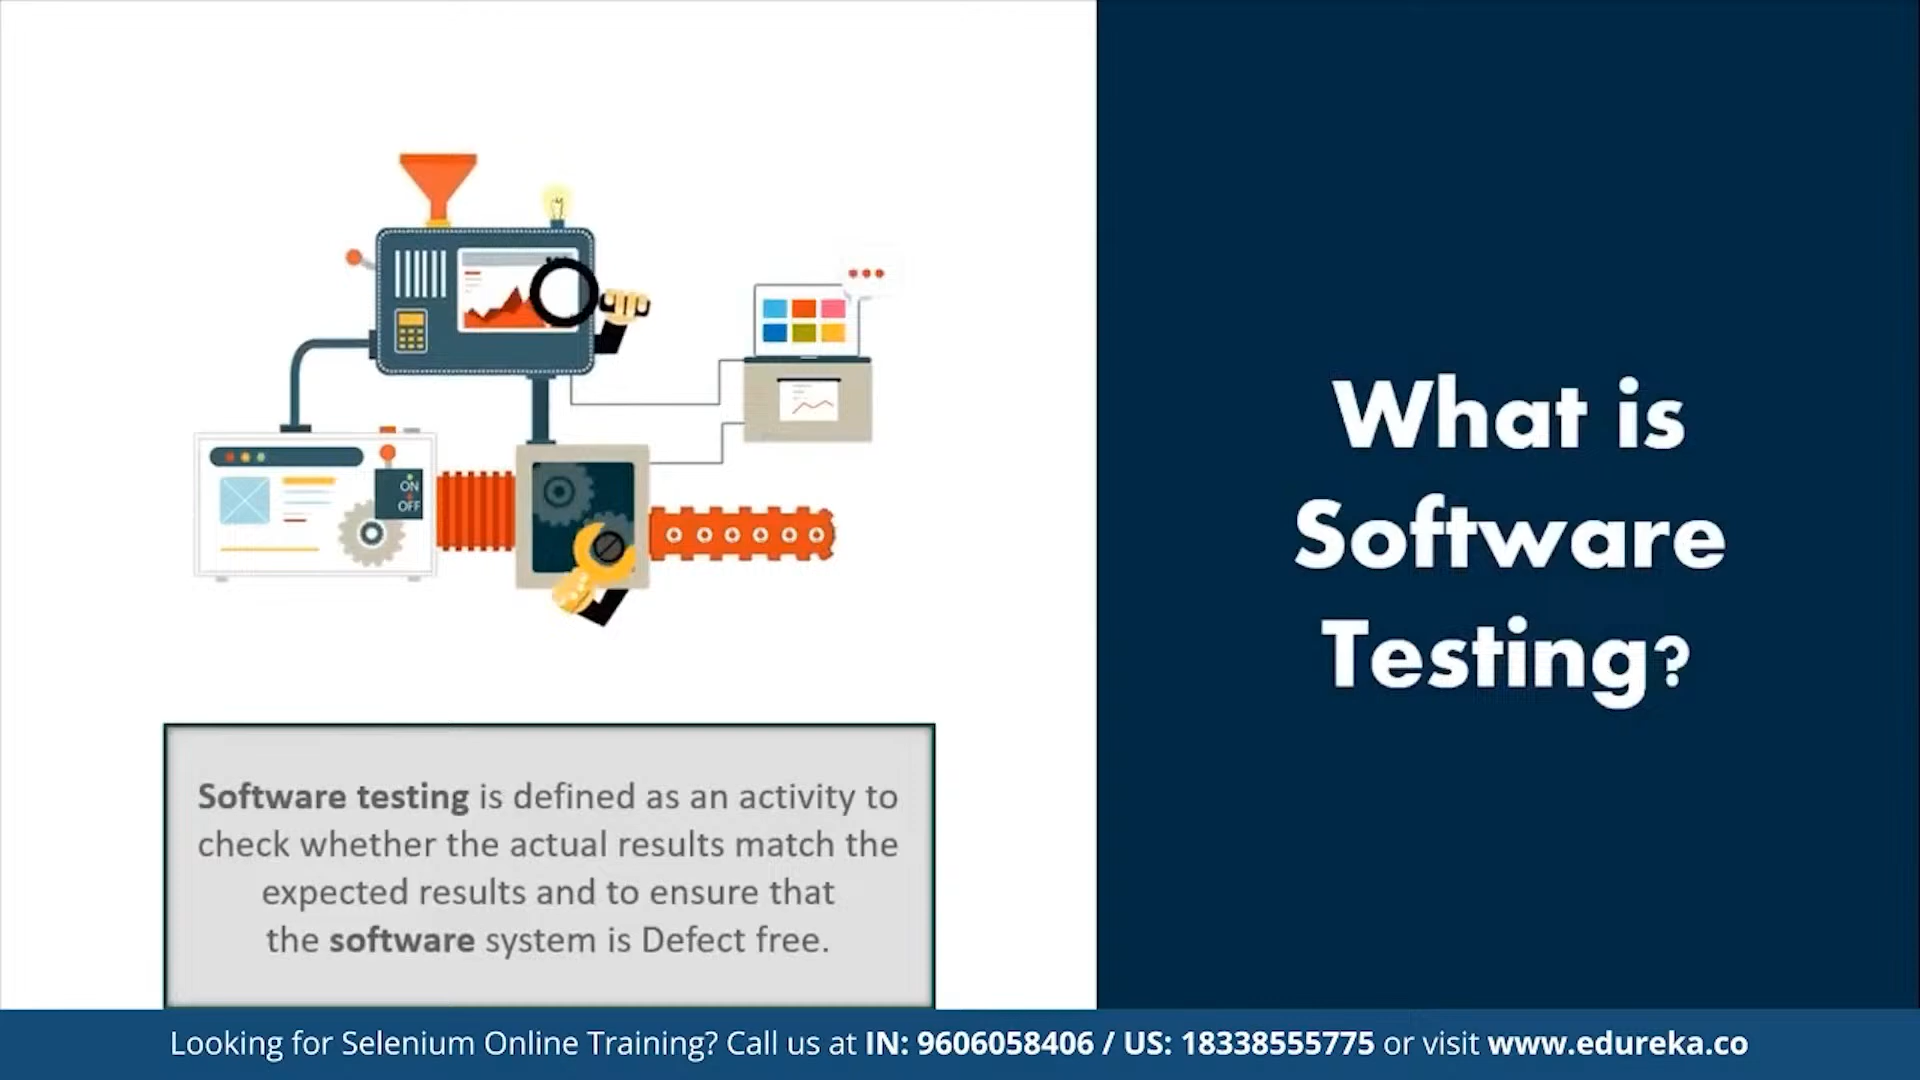 ON
OFF
What is
Software
Testing?
Software testing is defined as an activity to
check whether the actual results match the
expected results and to ensure that
the software system is Defect free.
Looking for Selenium Online Training? Call us at IN: 9606058406 / US: 18338555775 or visit www.edureka.co